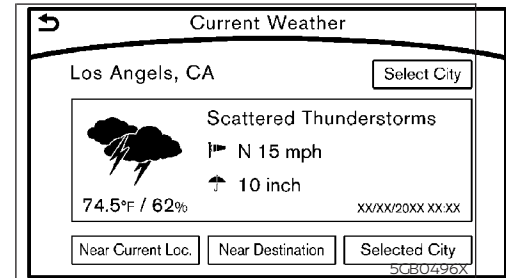 Current Weather
Los Angels, CA
Select City
Scattered Thunderstorms
N 15 mph
10 inch
74.5°F / 62%
XX/XX/20XX XX:XX
Near Current Loc.
Near Destination
Selected City
5GB0496X